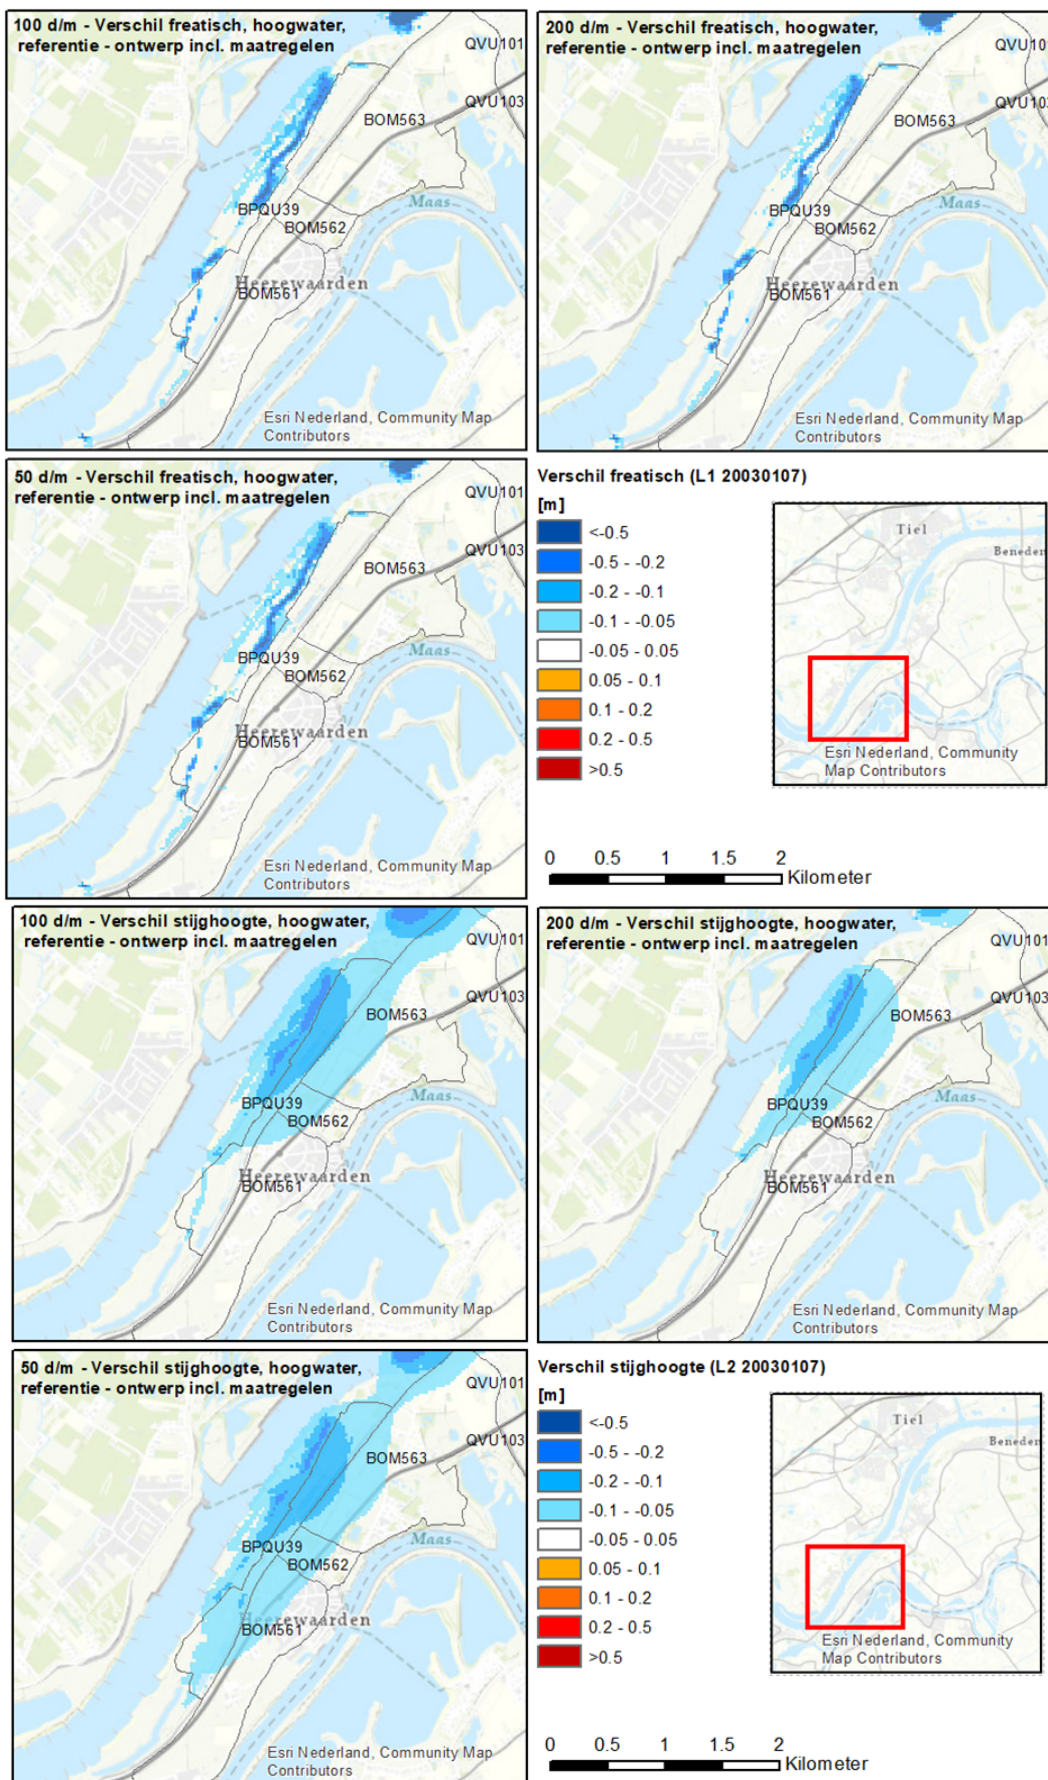 100 d/m - Verschil freatisch, hoogwater,
referentie - ontwerp incl. maatregelen
QVU101
QVU103
BOM563
Maas
BPQU39
BOM562
Heerewaarden
BOM561
Esri Nederland, Community Map
Contributors
200 d/m - Verschil freatisch, hoogwater,
referentie - ontwerp incl. maatregelen
QVU10
QVU103
BOM563
Maas
BPQU39
BOM562
Heerewaarden
BOM561
Esri Nederland, Community Map
Contributors
50 d/m - Verschil freatisch, hoogwater,
referentie - ontwerp incl. maatregelen
QVU101
QVU103
BOM563
Maas
BPQU39
BOM562
Heerewaarden
BOM561
Esri Nederland, Community Map
Contributors
Verschil freatisch (L1 20030107)
[m]
<-0.5
-0.5 - -0.2
-0.2 - -0.1
-0.1 - -0.05
-0.05 - 0.05
0.05 - 0.1
0.1 - 0.2
0.2 - 0.5
>0.5
Tiel
Beneden
Esri Nederland, Community
Map Contributors
0 0.5 1 1.5 2
Kilometer
100 d/m - Verschil stijghoogte, hoogwater,
referentie - ontwerp incl. maatregelen
QVU101
QVU103
BOM563
Maas
BPQU39
BOM562
Heerewaarden
BOM561
Esri Nederland, Community Map
Contributors
200 d/m - Verschil stijghoogte, hoogwater,
referentie - ontwerp incl. maatregelen
QVU101
QVU103
BOM563
Maas
BPQU39
BOM562
Heerewaarden
BOM561
Esri Nederland, Community Map
Contributors
50 d/m - Verschil stijghoogte, hoogwater,
referentie - ontwerp incl. maatregelen
QVU101
QVU103
BOM563
Maas
BPQU39
BOM562
Heerewaarden
BOM561
Esri Nederland, Community Map
Contributors
Verschil stijghoogte (L2 20030107)
[m]
<-0.5
-0.5 - -0.2
-0.2 - -0.1
-0.1 - -0.05
-0.05 - 0.05
0.05 - 0.1
0.1 - 0.2
0.2 - 0.5
>0.5
Tiel
Beneden
Esri Nederland, Community
Map Contributors
0 0.5 1 1.5 2
Kilometer